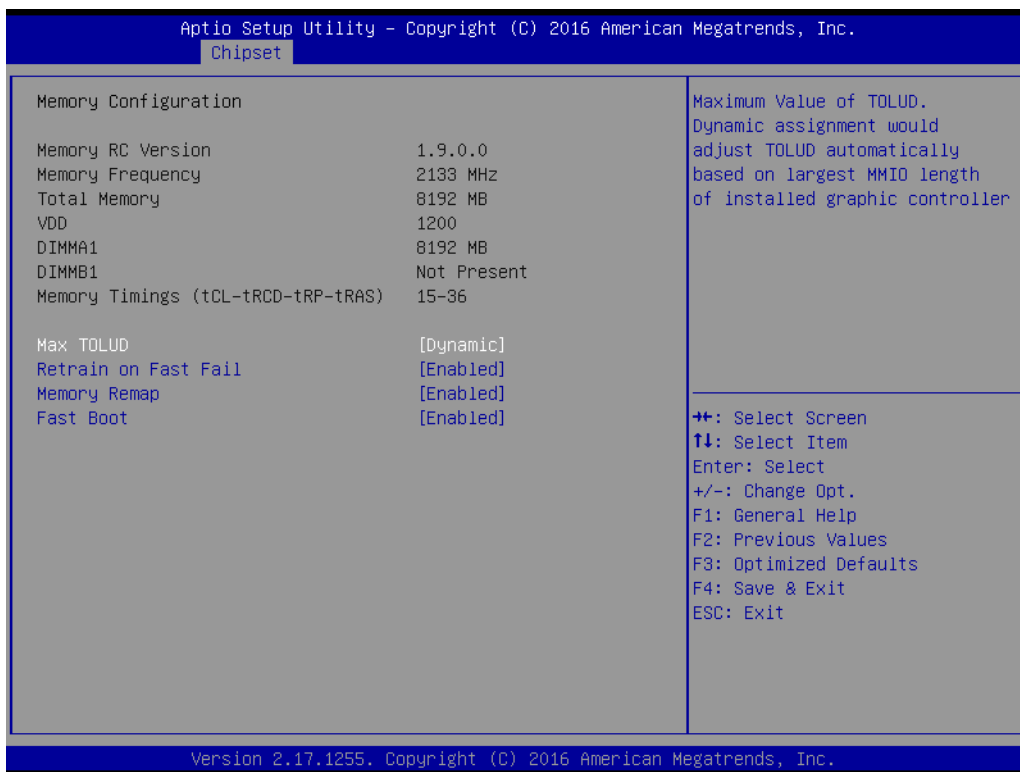 Aptio Setup Utility – Copyright (C) 2016 American Megatrends, Inc.
Chipset
Memory Configuration
Memory RC Version 1.9.0.0
Memory Frequency 2133 MHz
Total Memory 8192 MB
VDD 1200
DIMMA1 8192 MB
DIMMB1 Not Present
Memory Timings (tCL-tRCD-tRP-tRAS) 15-36
Max TOLUD [Dynamic]
Retrain on Fast Fail [Enabled]
Memory Remap [Enabled]
Fast Boot [Enabled]
Maximum Value of TOLUD.
Dynamic assignment would
adjust TOLUD automatically
based on largest MMIO length
of installed graphic controller
→←: Select Screen
↑↓: Select Item
Enter: Select
+/-: Change Opt.
F1: General Help
F2: Previous Values
F3: Optimized Defaults
F4: Save & Exit
ESC: Exit
Version 2.17.1255. Copyright (C) 2016 American Megatrends, Inc.